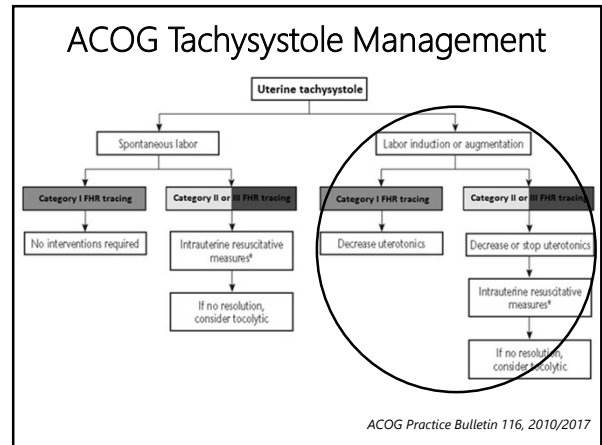 ACOG Tachysystole Management
Uterine tachysystole
Spontaneous labor
Labor induction or augmentation
Category I FHR tracing
Category II or III FHR tracing
Category I FHR tracing
Category II or III FHR tracing
No interventions required
Intrauterine resuscitative
measures*
Decrease uterotonics
Decrease or stop uterotonics
If no resolution,
consider tocolytic
Intrauterine resuscitative
measures*
If no resolution,
consider tocolytic
ACOG Practice Bulletin 116, 2010/2017